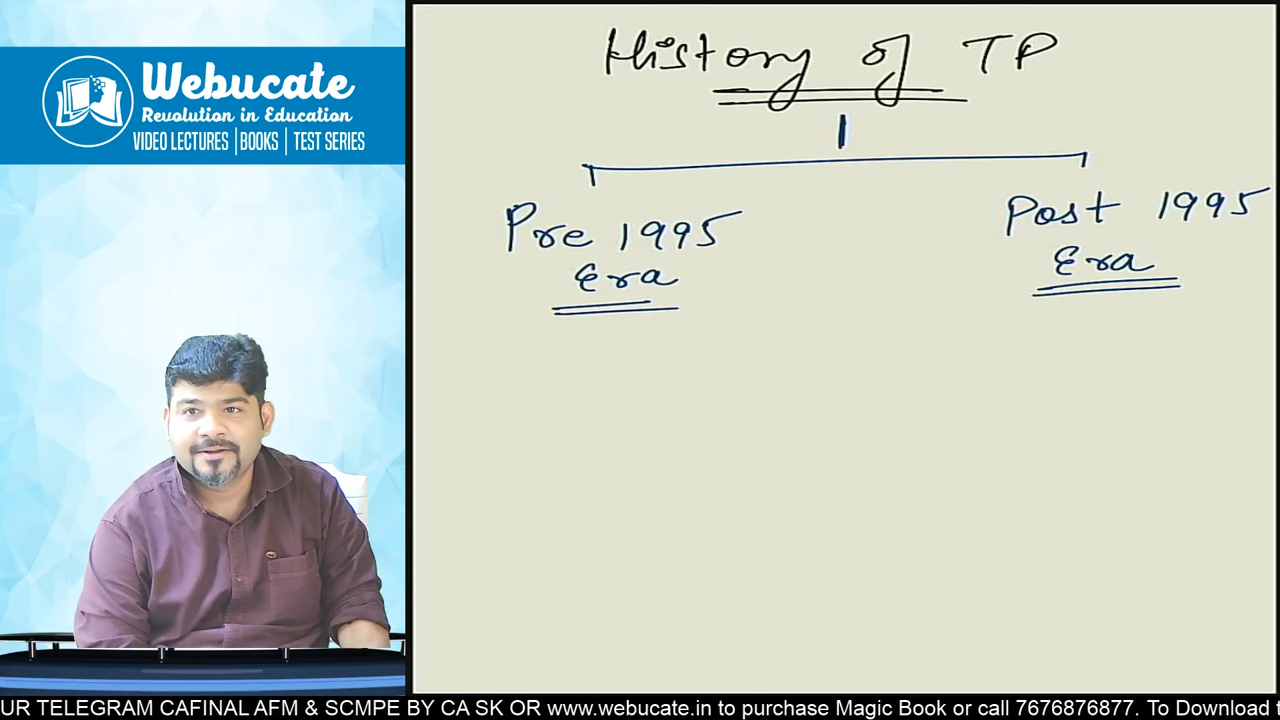 Webucate
Revolution in Education
VIDEO LECTURES | BOOKS | TEST SERIES
History of TP
Pre 1995
Era
Post 1995
Era
UR TELEGRAM CAFINAL AFM & SCMPE BY CA SK OR www.webucate.in to purchase Magic Book or call 7676876877. To Download